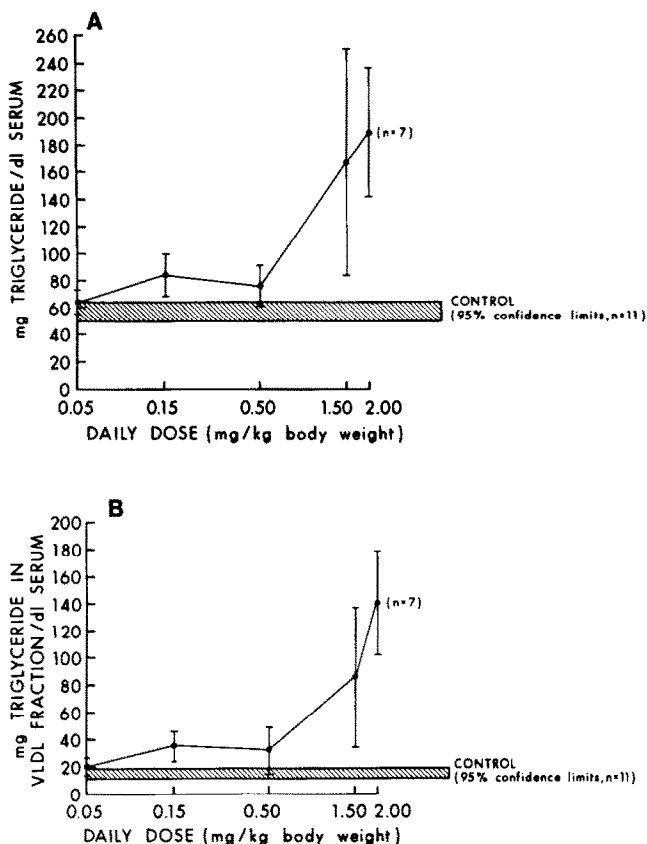 A
mg TRIGLYCERIDE/dl SERUM
260
240
220
200
180
160
140
120
100
80
60
40
20
0
(n=7)
CONTROL
(95% confidence limits,n=11)
0.05 0.15 0.50 1.50 2.00
DAILY DOSE (mg/kg body weight)
B
mg TRIGLYCERIDE IN
VLDL FRACTION/dl SERUM
200
180
160
140
120
100
80
60
40
20
0
(n=7)
CONTROL
(95% confidence limits,n=11)
0.05 0.15 0.50 1.50 2.00
DAILY DOSE (mg/kg body weight)